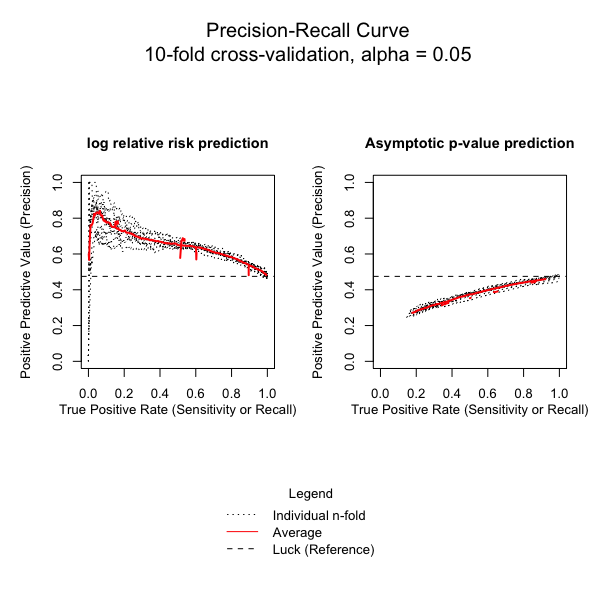 Precision-Recall Curve
10-fold cross-validation, alpha = 0.05
log relative risk prediction
Positive Predictive Value (Precision)
1.0
0.8
0.6
0.4
0.2
0.0
0.0 0.2 0.4 0.6 0.8 1.0
True Positive Rate (Sensitivity or Recall)
Asymptotic p-value prediction
Positive Predictive Value (Precision)
1.0
0.8
0.6
0.4
0.2
0.0
0.0 0.2 0.4 0.6 0.8 1.0
True Positive Rate (Sensitivity or Recall)
Legend
Individual n-fold
Average
Luck (Reference)